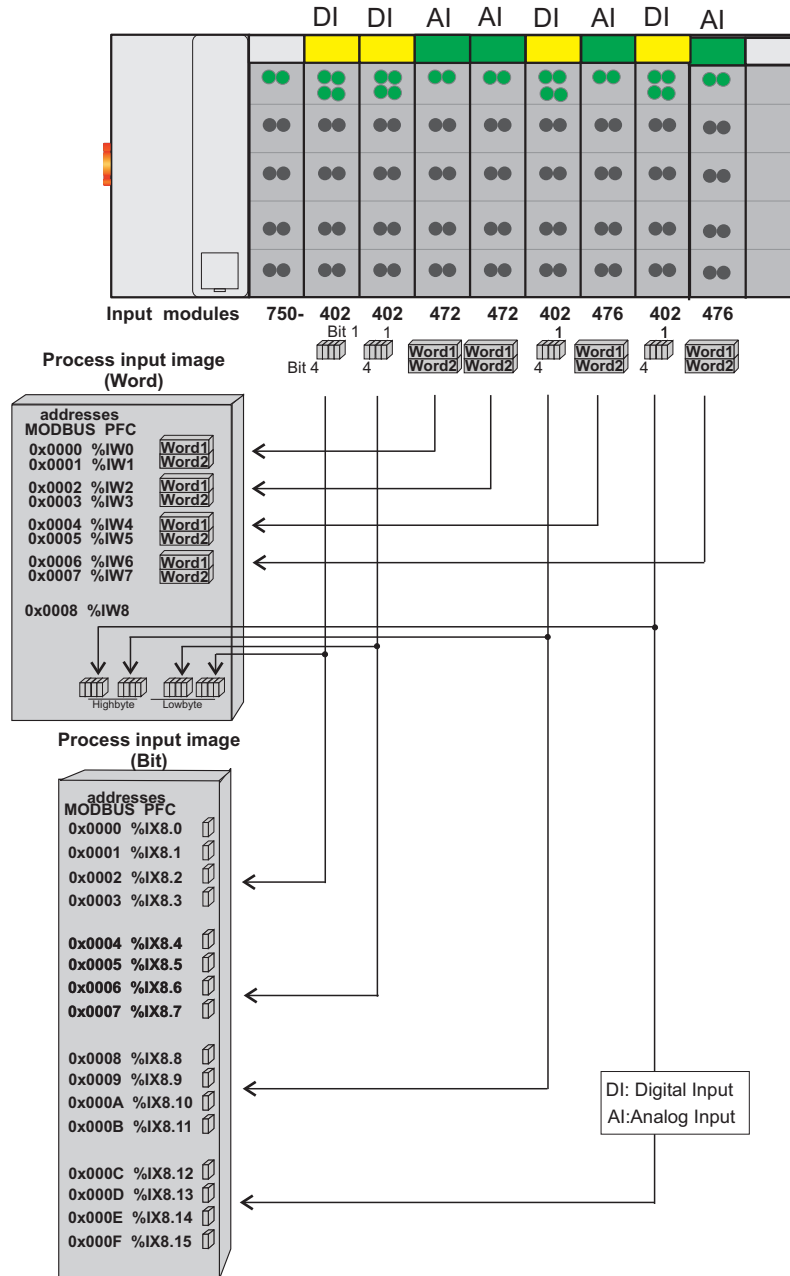 DI DI AI AI DI AI DI AI
Input modules 750- 402 402 472 472 402 476 402 476
Bit 1 1 1 1
Word1 Word1 Word1 Word1
Bit 4 4 Word2 Word2 4 Word2 4 Word2
Process input image
(Word)
addresses
MODBUS PFC
0x0000 %IW0 Word1
0x0001 %IW1 Word2
0x0002 %IW2 Word1
0x0003 %IW3 Word2
0x0004 %IW4 Word1
0x0005 %IW5 Word2
0x0006 %IW6 Word1
0x0007 %IW7 Word2
0x0008 %IW8
Highbyte Lowbyte
Process input image
(Bit)
addresses
MODBUS PFC
0x0000 %IX8.0
0x0001 %IX8.1
0x0002 %IX8.2
0x0003 %IX8.3
0x0004 %IX8.4
0x0005 %IX8.5
0x0006 %IX8.6
0x0007 %IX8.7
0x0008 %IX8.8
0x0009 %IX8.9
0x000A %IX8.10
0x000B %IX8.11
0x000C %IX8.12
0x000D %IX8.13
0x000E %IX8.14
0x000F %IX8.15
DI: Digital Input
AI:Analog Input